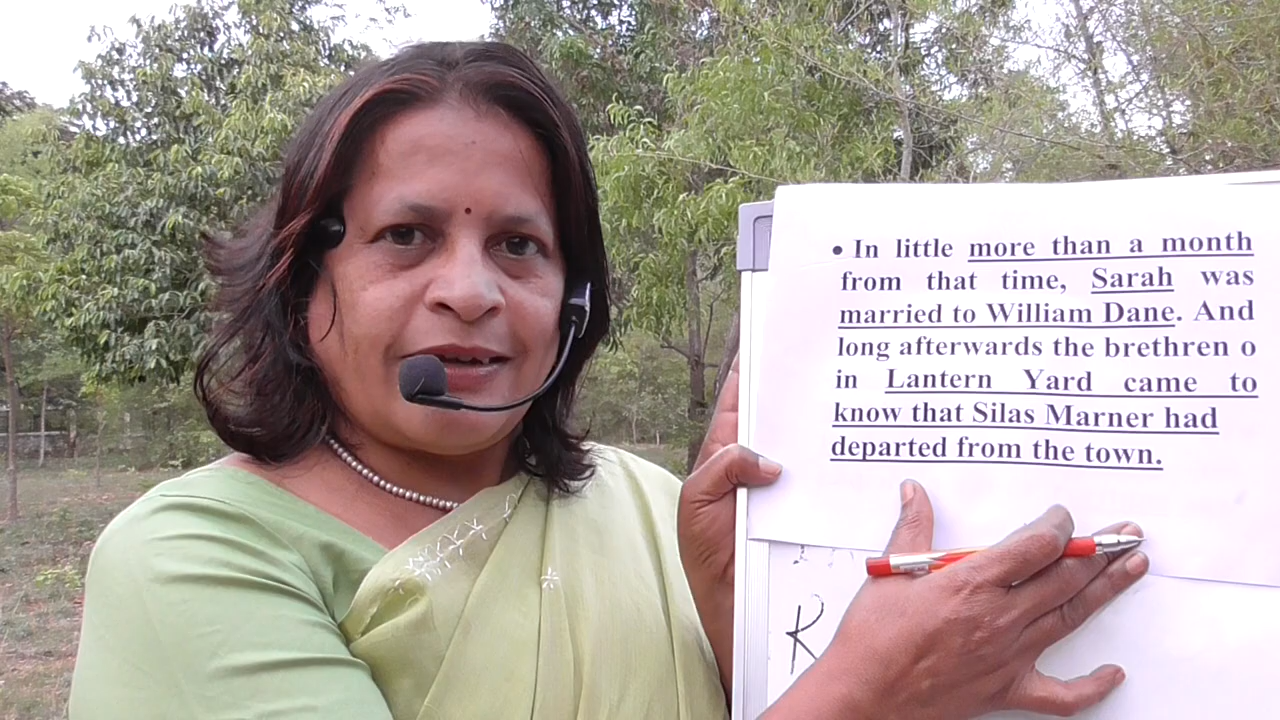 • In little more than a month
from that time, Sarah was
married to William Dane. And
long afterwards the brethren o
in Lantern Yard came to
know that Silas Marner had
departed from the town.
R